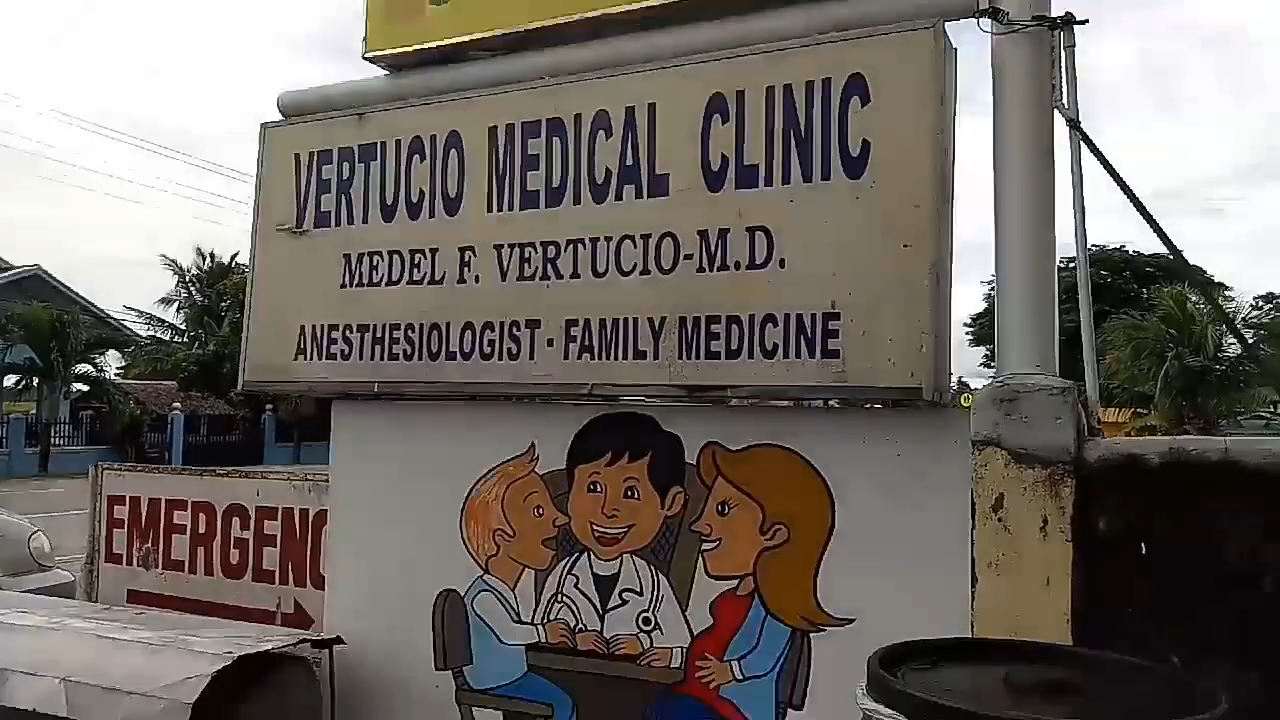 VERTUCIO MEDICAL CLINIC
MEDEL F. VERTUCIO-M.D.
ANESTHESIOLOGIST - FAMILY MEDICINE
EMERGENC